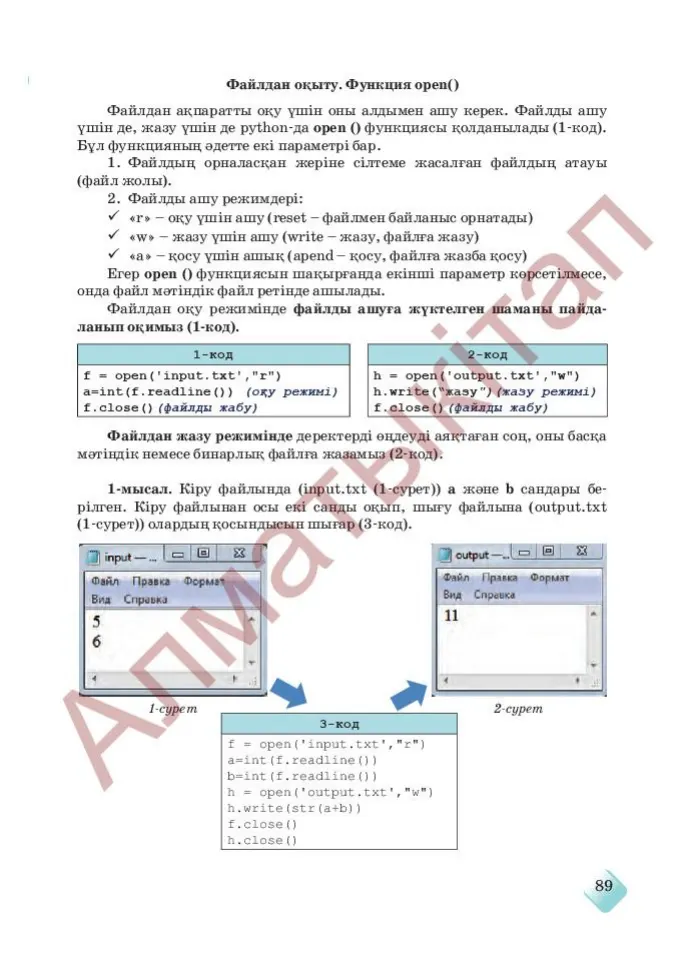 Файлдан оқыту. Функция open()
Файлдан ақпаратты оқу үшін оны алдымен ашу керек. Файлды ашу
үшін де, жазу үшін де python-да open () функциясы қолданылады (1-код).
Бұл функцияның әдетте екі параметрі бар.
1. Файлдың орналасқан жеріне сілтеме жасалған файлдың атауы
(файл жолы).
2. Файлды ашу режимдері:
✓ «r» – оқу үшін ашу (reset – файлмен байланыс орнатады)
✓ «w» – жазу үшін ашу (write – жазу, файлға жазу)
✓ «a» – қосу үшін ашық (apend – қосу, файлға жазба қосу)
Егер open () функциясын шақырғанда екінші параметр көрсетілмесе,
онда файл мәтіндік файл ретінде ашылады.
Файлдан оқу режимінде файлды ашуға жүктелген шаманы пайда-
ланып оқимыз (1-код).
1-код
f = open('input.txt',"r")
a=int(f.readline()) (оқу режимі)
f.close() (файлды жабу)
2-код
h = open('output.txt',"w")
h.write("жазу") (жазу режимі)
f.close() (файлды жабу)
Файлдан жазу режимінде деректерді өңдеуді аяқтаған соң, оны басқа
мәтіндік немесе бинарлық файлға жазамыз (2-код).
1-мысал. Кіру файлында (input.txt (1-сурет)) a және b сандары бе-
рілген. Кіру файлынан осы екі санды оқып, шығу файлына (output.txt
(1-сурет)) олардың қосындысын шығар (3-код).
input — ...
Файл Правка Формат
Вид Справка
5
6
output —...
Файл Правка Формат
Вид Справка
11
1-сурет
2-сурет
3-код
f = open('input.txt',"r")
a=int(f.readline())
b=int(f.readline())
h = open('output.txt',"w")
h.write(str(a+b))
f.close()
h.close()
89
Алматыкітап